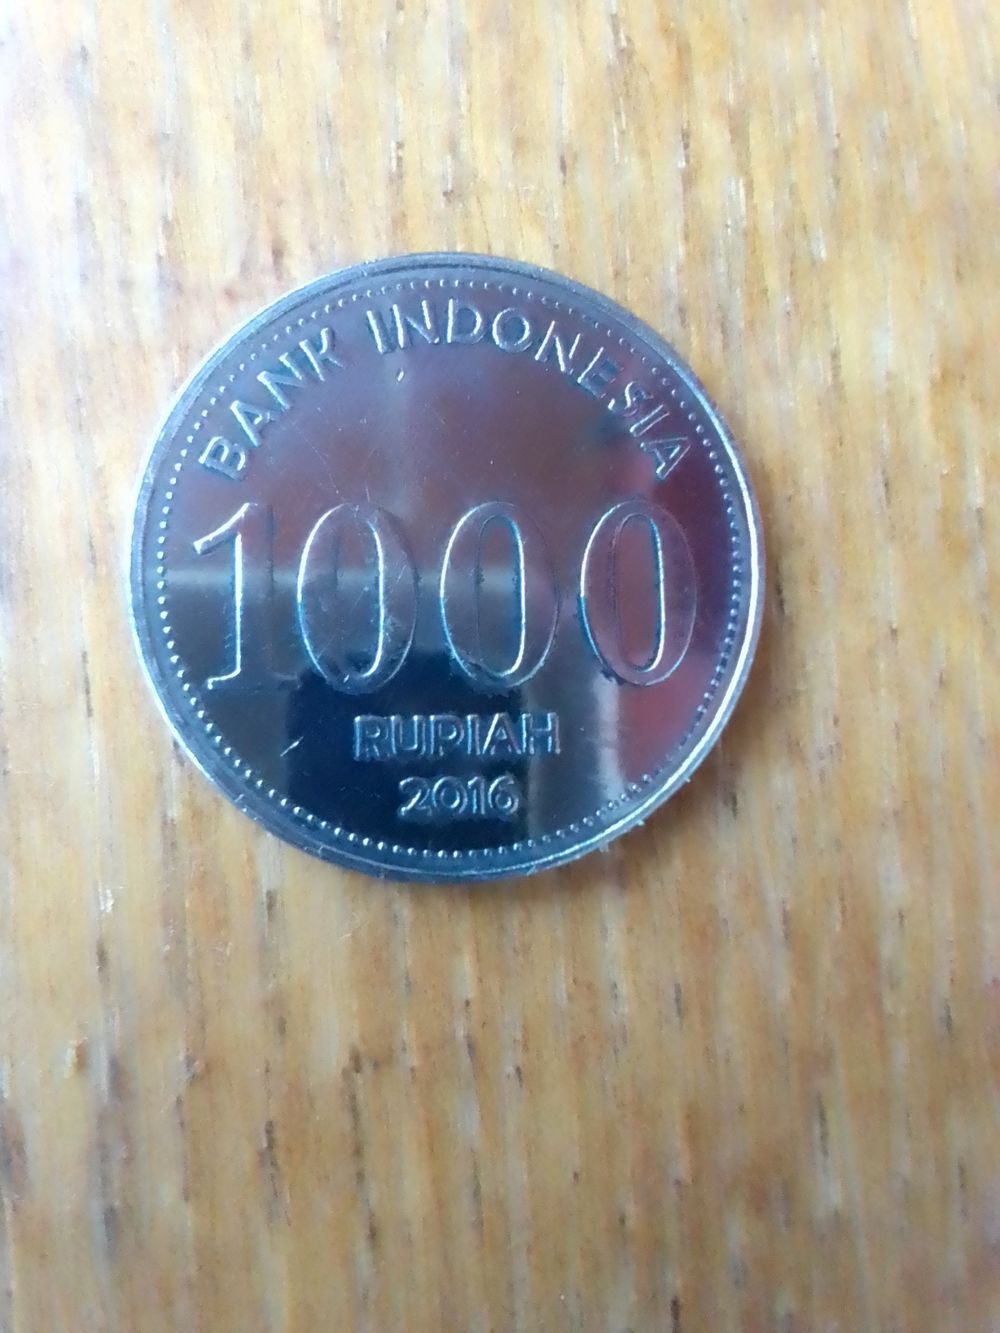 BANK INDONESIA
1000
RUPIAH
2016